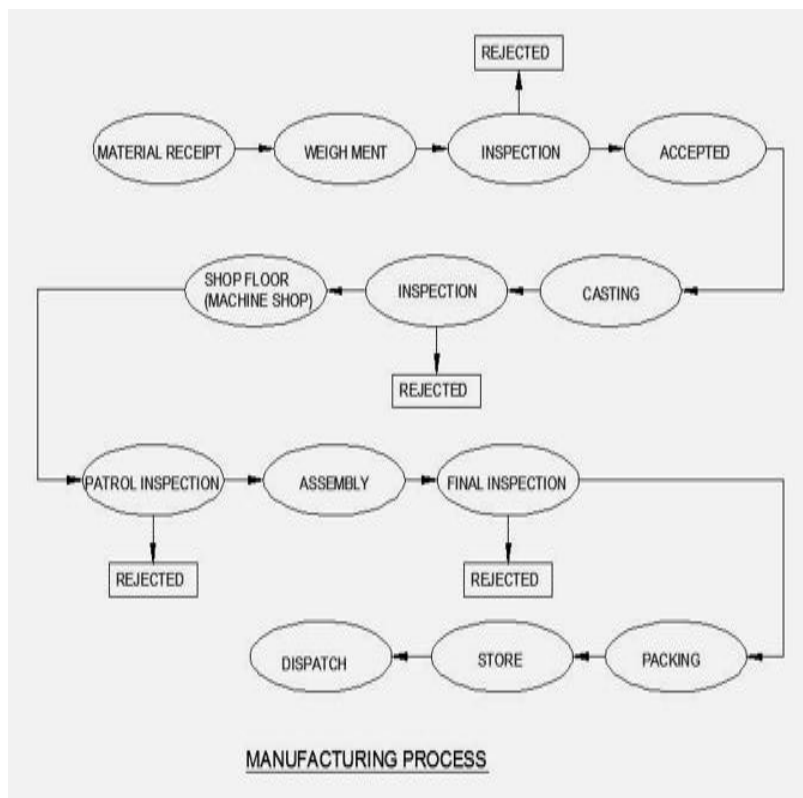 REJECTED
MATERIAL RECEIPT
WEIGH MENT
INSPECTION
ACCEPTED
SHOP FLOOR
(MACHINE SHOP)
INSPECTION
CASTING
REJECTED
PATROL INSPECTION
ASSEMBLY
FINAL INSPECTION
REJECTED
REJECTED
DISPATCH
STORE
PACKING
MANUFACTURING PROCESS